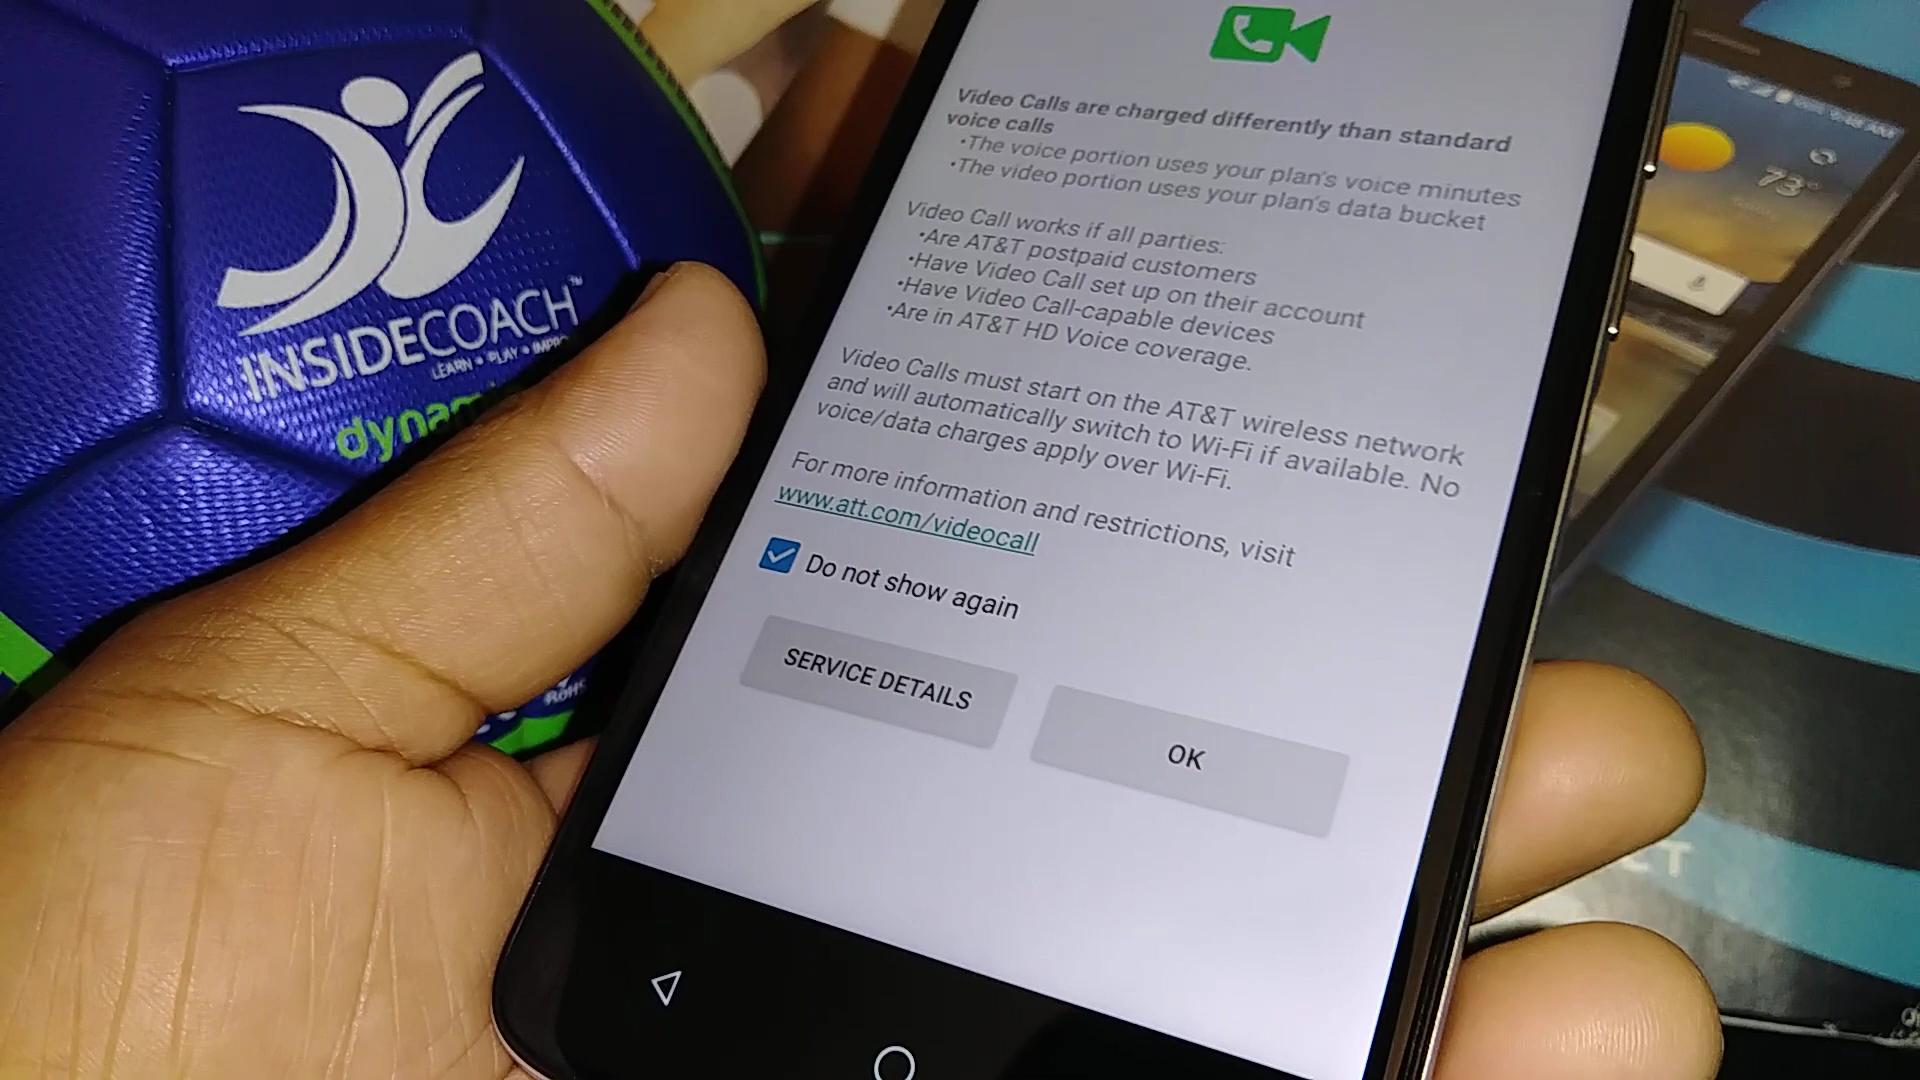 INSIDECOACH™
LEARN • PLAY •
RoHS
Video Calls are charged differently than standard
voice calls
•The voice portion uses your plan's voice minutes
•The video portion uses your plan's data bucket
Video Call works if all parties:
•Are AT&T postpaid customers
•Have Video Call set up on their account
•Have Video Call-capable devices
•Are in AT&T HD Voice coverage.
Video Calls must start on the AT&T wireless network
and will automatically switch to Wi-Fi if available. No
voice/data charges apply over Wi-Fi.
For more information and restrictions, visit
www.att.com/videocall
Do not show again
SERVICE DETAILS
OK
73°